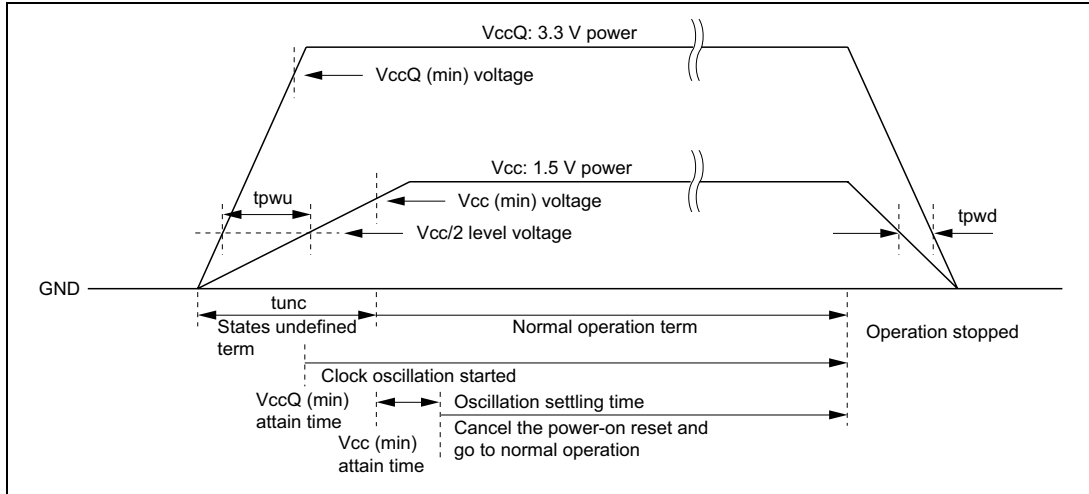 VccQ: 3.3 V power
VccQ (min) voltage
Vcc: 1.5 V power
tpwu
Vcc (min) voltage
Vcc/2 level voltage
tpwd
GND
tunc
States undefined
term
Normal operation term
Operation stopped
Clock oscillation started
VccQ (min)
attain time
Oscillation settling time
Vcc (min)
attain time
Cancel the power-on reset and
go to normal operation